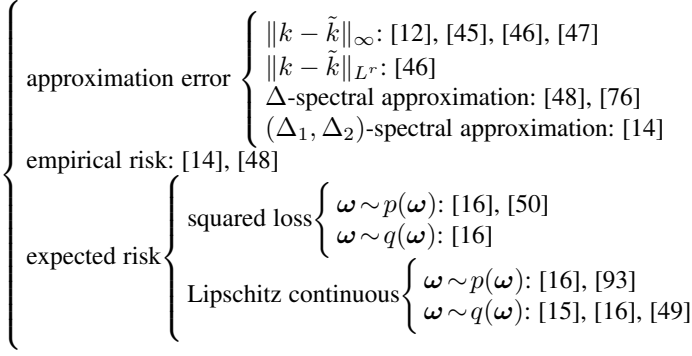 ‖k − k̃‖∞: [12], [45], [46], [47]
‖k − k̃‖Lʳ: [46]
approximation error
Δ-spectral approximation: [48], [76]
(Δ₁, Δ₂)-spectral approximation: [14]
empirical risk: [14], [48]
squared loss
ω ∼ p(ω): [16], [50]
ω ∼ q(ω): [16]
expected risk
Lipschitz continuous
ω ∼ p(ω): [16], [93]
ω ∼ q(ω): [15], [16], [49]